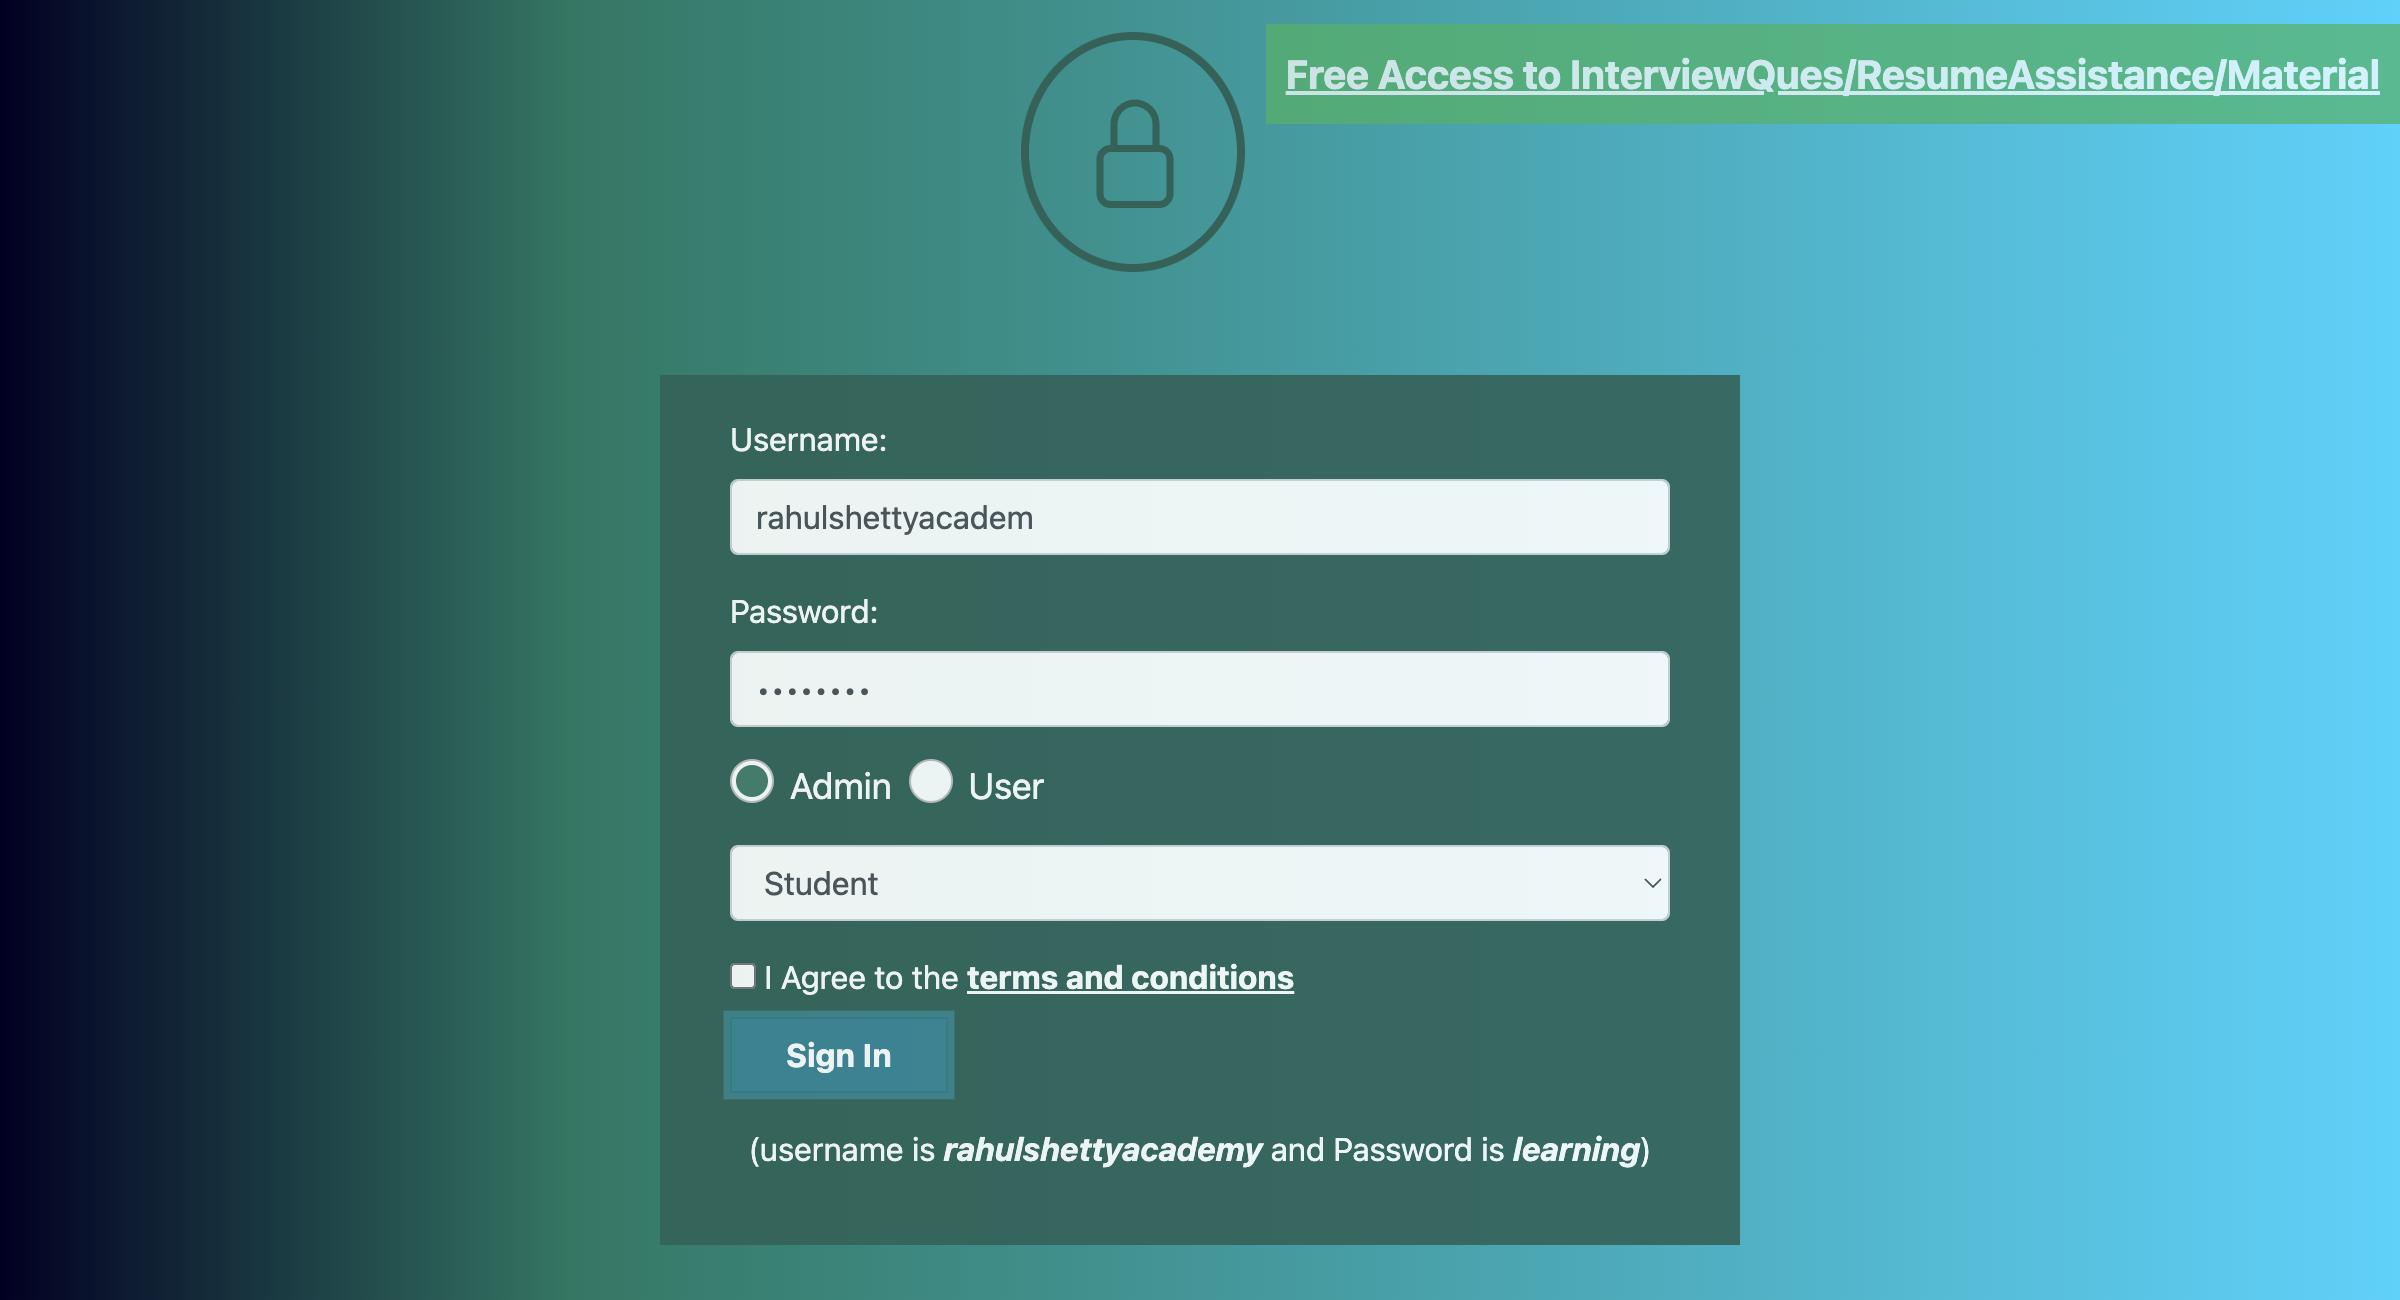 Free Access to InterviewQues/ResumeAssistance/Material
Username:
rahulshettyacadem
Password:
••••••••
Admin User
Student
I Agree to the terms and conditions
Sign In
(username is rahulshettyacademy and Password is learning)